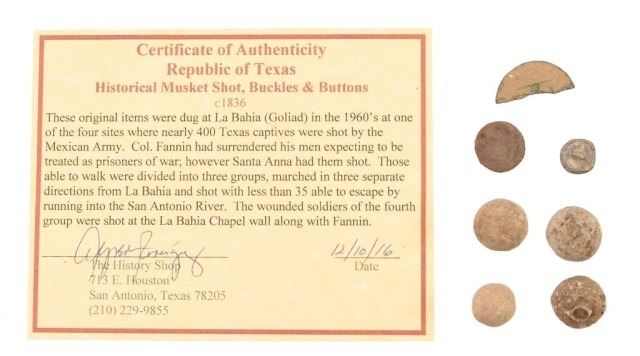 Certificate of Authenticity
Republic of Texas
Historical Musket Shot, Buckles & Buttons
c1836
These original items were dug at La Bahia (Goliad) in the 1960's at one
of the four sites where nearly 400 Texas captives were shot by the
Mexican Army. Col. Fannin had surrendered his men expecting to be
treated as prisoners of war; however Santa Anna had them shot. Those
able to walk were divided into three groups, marched in three separate
directions from La Bahia and shot with less than 35 able to escape by
running into the San Antonio River. The wounded soldiers of the fourth
group were shot at the La Bahia Chapel wall along with Fannin.
12/10/16
The History Shop Date
713 E. Houston
San Antonio, Texas 78205
(210) 229-9855